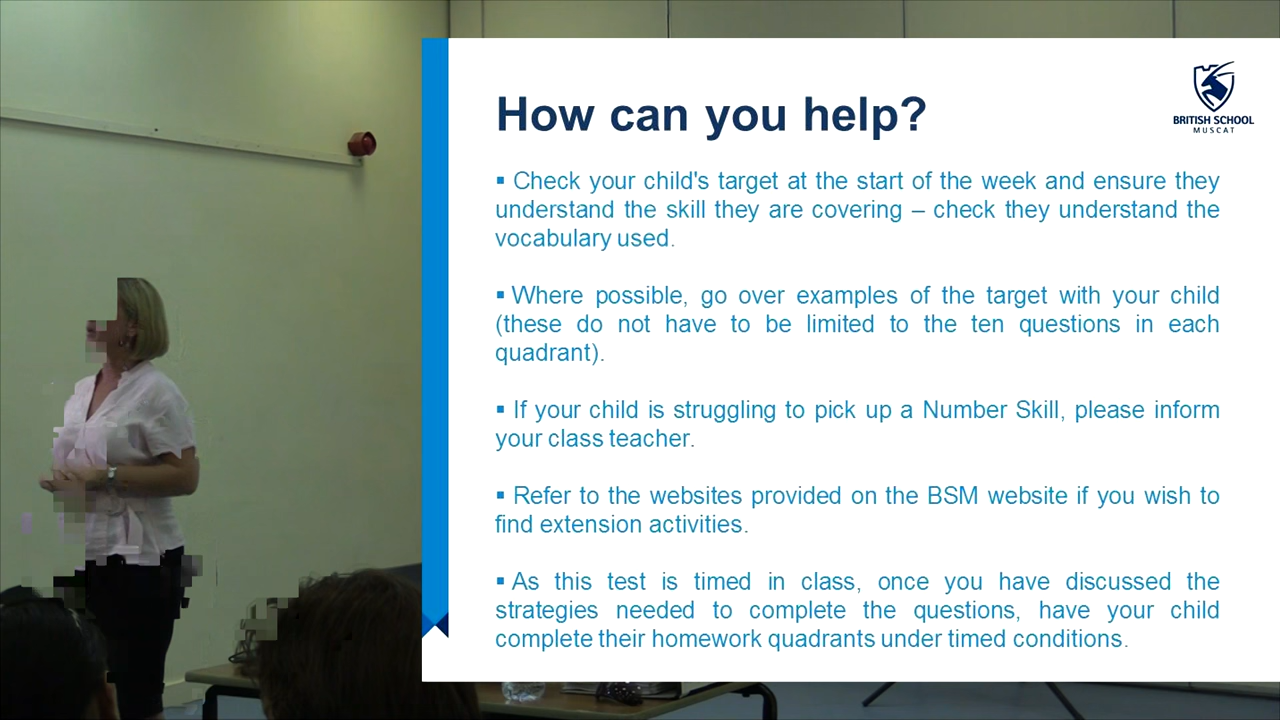 How can you help?
BRITISH SCHOOL
MUSCAT
▪ Check your child's target at the start of the week and ensure they
understand the skill they are covering – check they understand the
vocabulary used.
▪ Where possible, go over examples of the target with your child
(these do not have to be limited to the ten questions in each
quadrant).
▪ If your child is struggling to pick up a Number Skill, please inform
your class teacher.
▪ Refer to the websites provided on the BSM website if you wish to
find extension activities.
▪ As this test is timed in class, once you have discussed the
strategies needed to complete the questions, have your child
complete their homework quadrants under timed conditions.